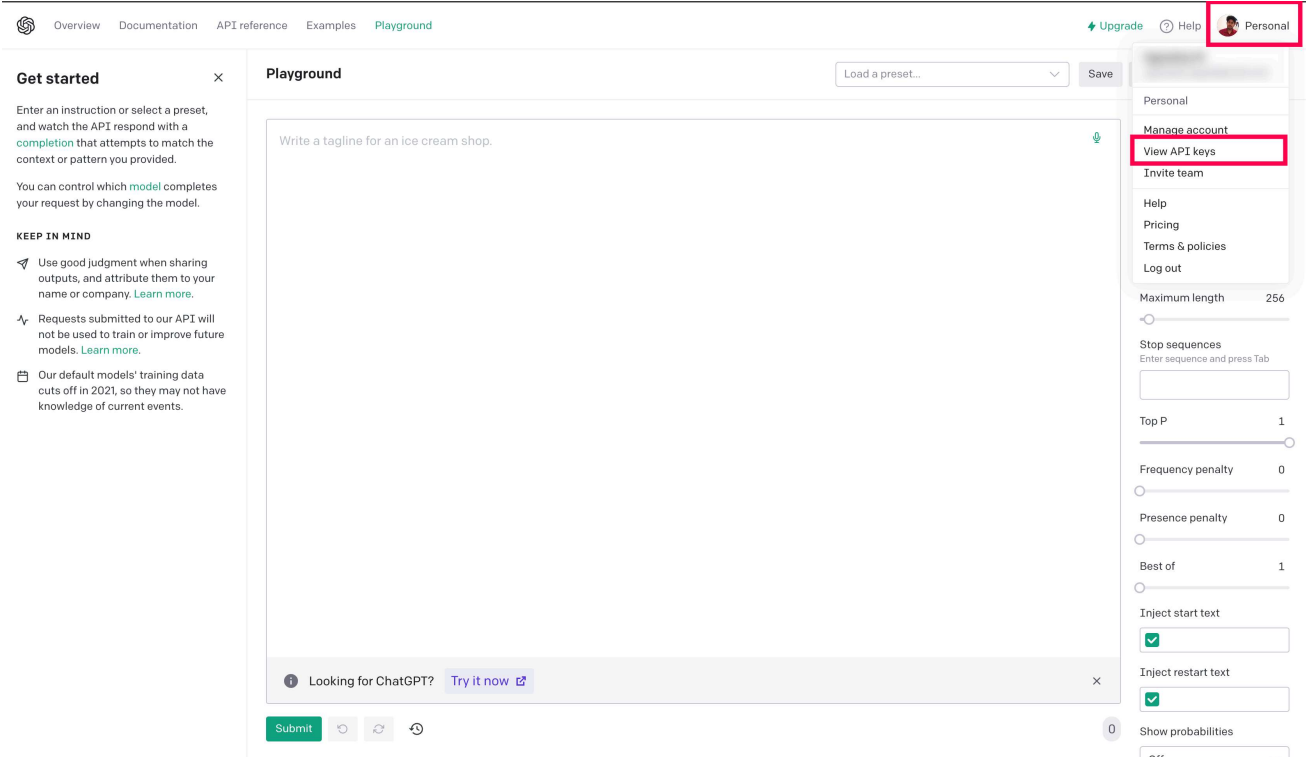 Overview Documentation API reference Examples Playground Upgrade Help Personal
Get started
Enter an instruction or select a preset,
and watch the API respond with a
completion that attempts to match the
context or pattern you provided.
You can control which model completes
your request by changing the model.
KEEP IN MIND
Use good judgment when sharing
outputs, and attribute them to your
name or company. Learn more.
Requests submitted to our API will
not be used to train or improve future
models. Learn more.
Our default models' training data
cuts off in 2021, so they may not have
knowledge of current events.
Playground
Load a preset...
Save
Write a tagline for an ice cream shop.
Looking for ChatGPT? Try it now
Submit
0
Personal
Manage account
View API keys
Invite team
Help
Pricing
Terms & policies
Log out
Maximum length 256
Stop sequences
Enter sequence and press Tab
Top P 1
Frequency penalty 0
Presence penalty 0
Best of 1
Inject start text
Inject restart text
Show probabilities